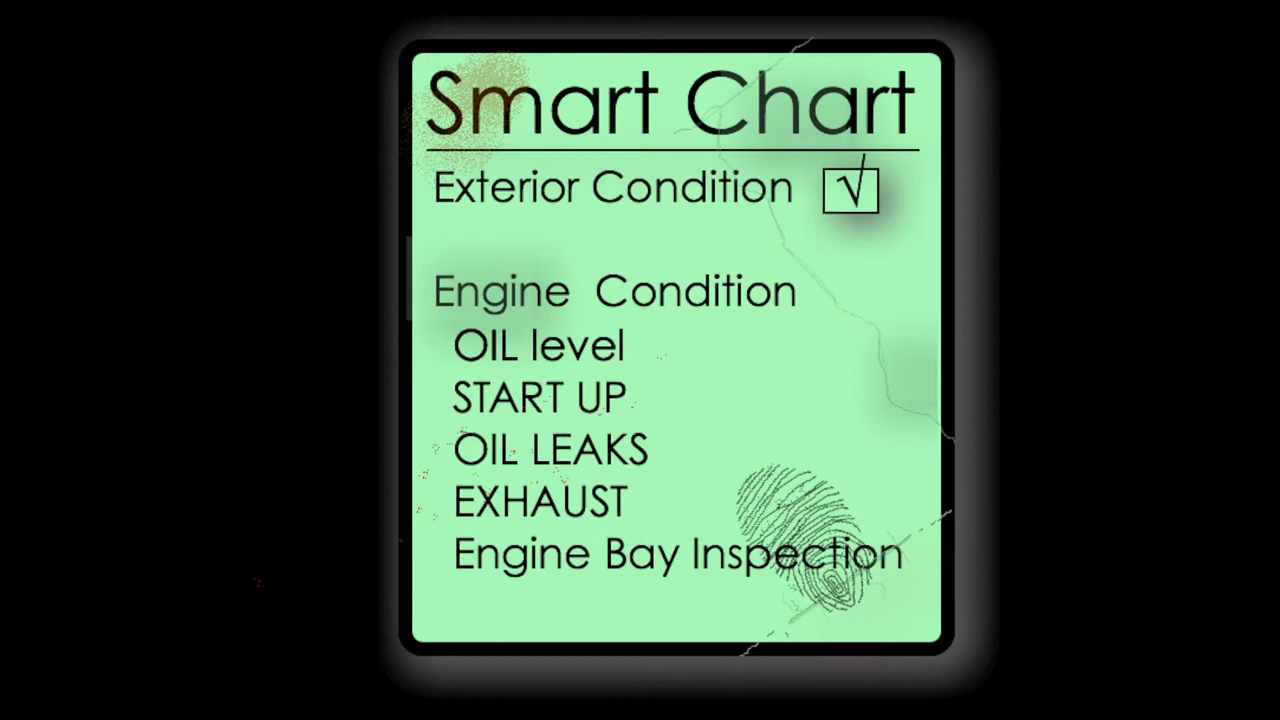 Smart Chart
Exterior Condition √
Engine Condition
OIL level
START UP
OIL LEAKS
EXHAUST
Engine Bay Inspection